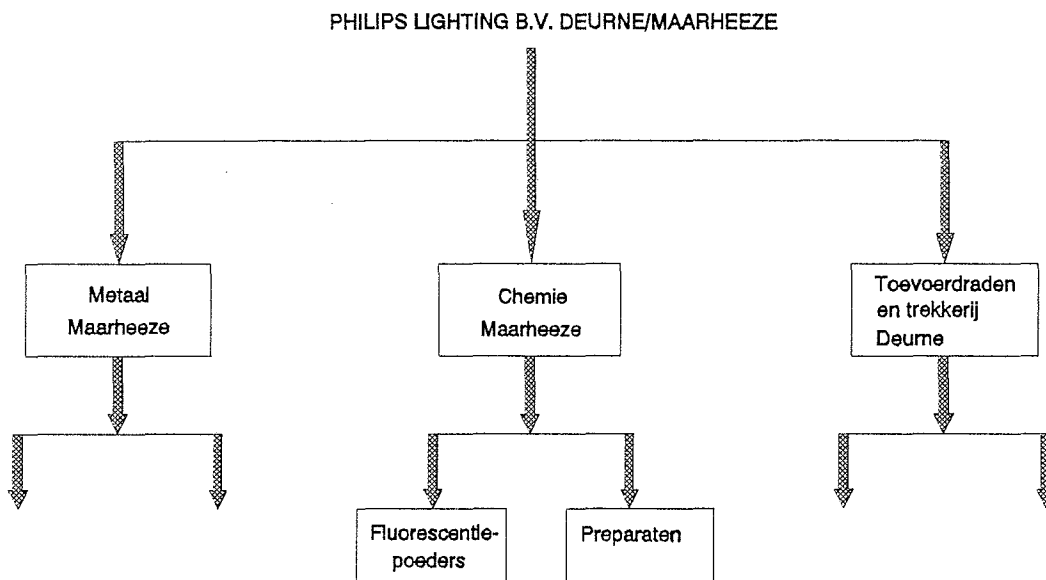 PHILIPS LIGHTING B.V. DEURNE/MAARHEEZE
Metaal
Maarheeze
Chemie
Maarheeze
Toevoerdraden
en trekkerij
Deurne
Fluorescentie-
poeders
Preparaten